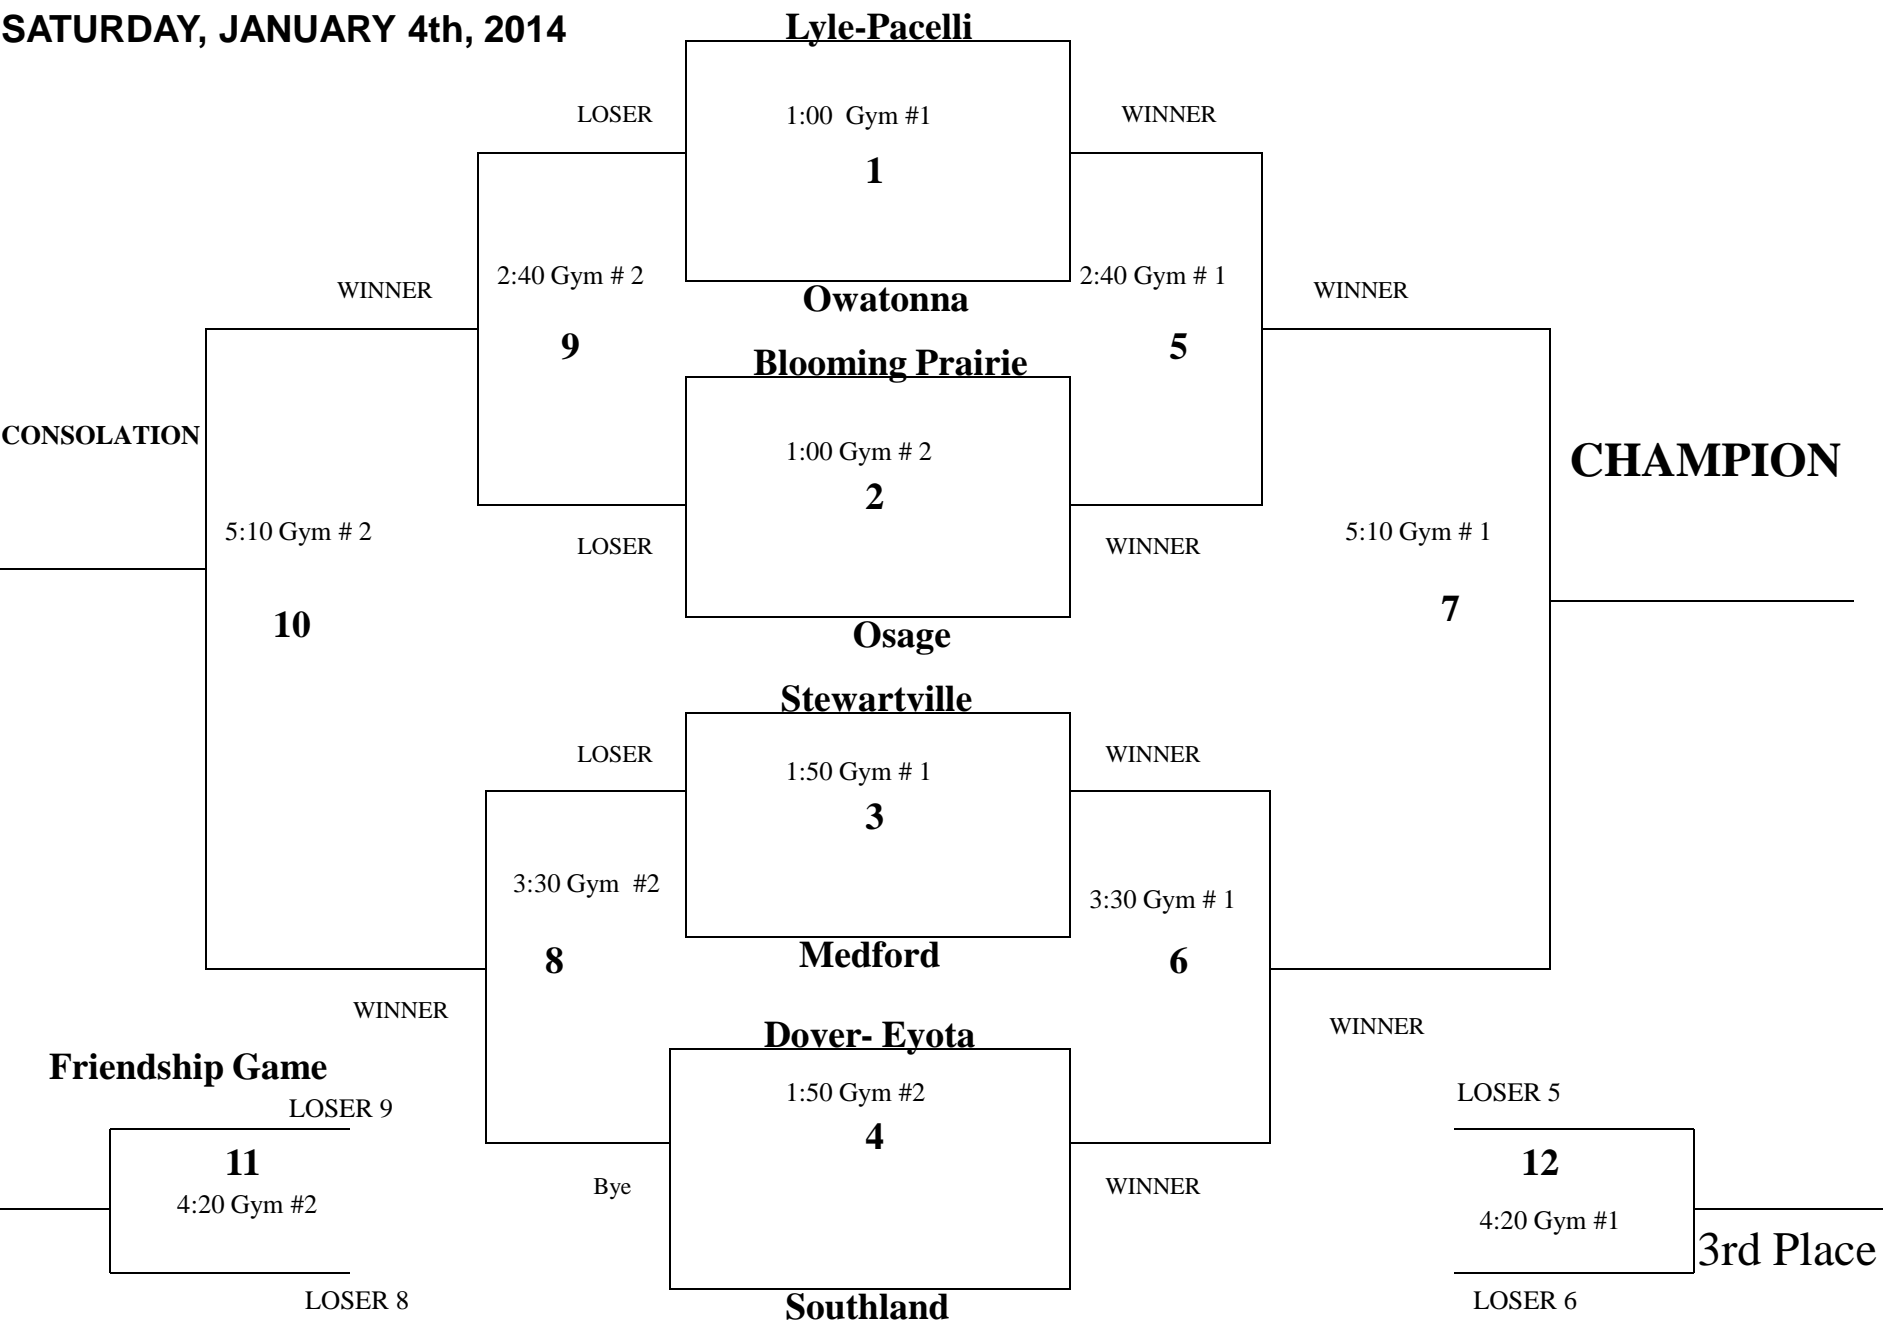 SATURDAY, JANUARY 4th, 2014
Lyle-Pacelli
LOSER
1:00  Gym #1
WINNER
1
2:40 Gym # 2
2:40 Gym # 1
WINNER
WINNER
Owatonna
9
5
Blooming Prairie
CONSOLATION
1:00 Gym # 2
CHAMPION
2
5:10 Gym # 2
LOSER
WINNER
5:10 Gym # 1
10
7
Osage
Stewartville
LOSER
WINNER
1:50 Gym # 1
3
3:30 Gym  #2
3:30 Gym # 1
8
Medford
6
WINNER
WINNER
Dover- Eyota
Friendship Game
1:50 Gym #2
LOSER 5
LOSER 9
4
11
12
4:20 Gym #2
Bye
WINNER
4:20 Gym #1
3rd Place
LOSER 8
Southland
LOSER 6